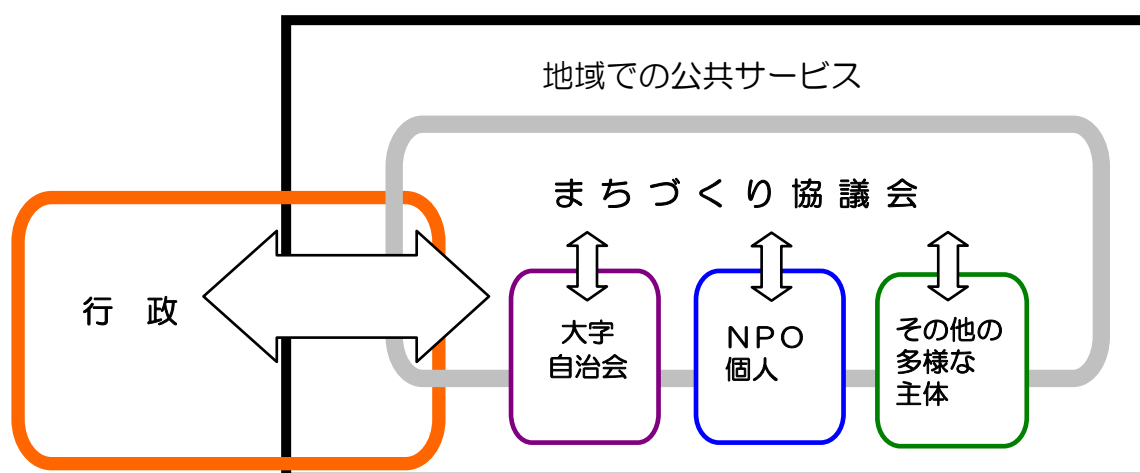 地域での公共サービス
まちづくり協議会
行　政
大字
自治会
ＮＰＯ
個人
その他の
多様な
主体